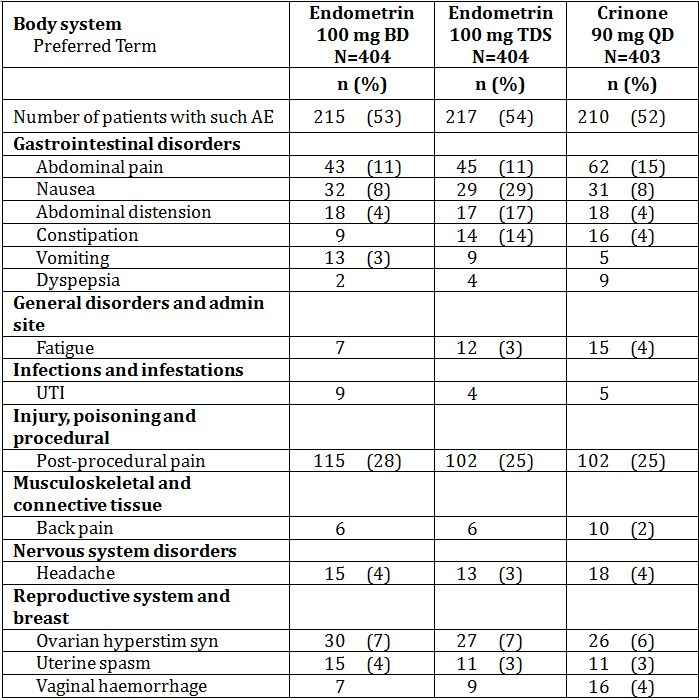 Body system Endometrin Endometrin Crinone
Preferred Term 100 mg BD 100 mg TDS 90 mg QD
N=404 N=404 N=403
n (%) n (%) n (%)
Number of patients with such AE 215 (53) 217 (54) 210 (52)
Gastrointestinal disorders
Abdominal pain 43 (11) 45 (11) 62 (15)
Nausea 32 (8) 29 (29) 31 (8)
Abdominal distension 18 (4) 17 (17) 18 (4)
Constipation 9 14 (14) 16 (4)
Vomiting 13 (3) 9 5
Dyspepsia 2 4 9
General disorders and admin
site
Fatigue 7 12 (3) 15 (4)
Infections and infestations
UTI 9 4 5
Injury, poisoning and
procedural
Post-procedural pain 115 (28) 102 (25) 102 (25)
Musculoskeletal and
connective tissue
Back pain 6 6 10 (2)
Nervous system disorders
Headache 15 (4) 13 (3) 18 (4)
Reproductive system and
breast
Ovarian hyperstim syn 30 (7) 27 (7) 26 (6)
Uterine spasm 15 (4) 11 (3) 11 (3)
Vaginal haemorrhage 7 9 16 (4)